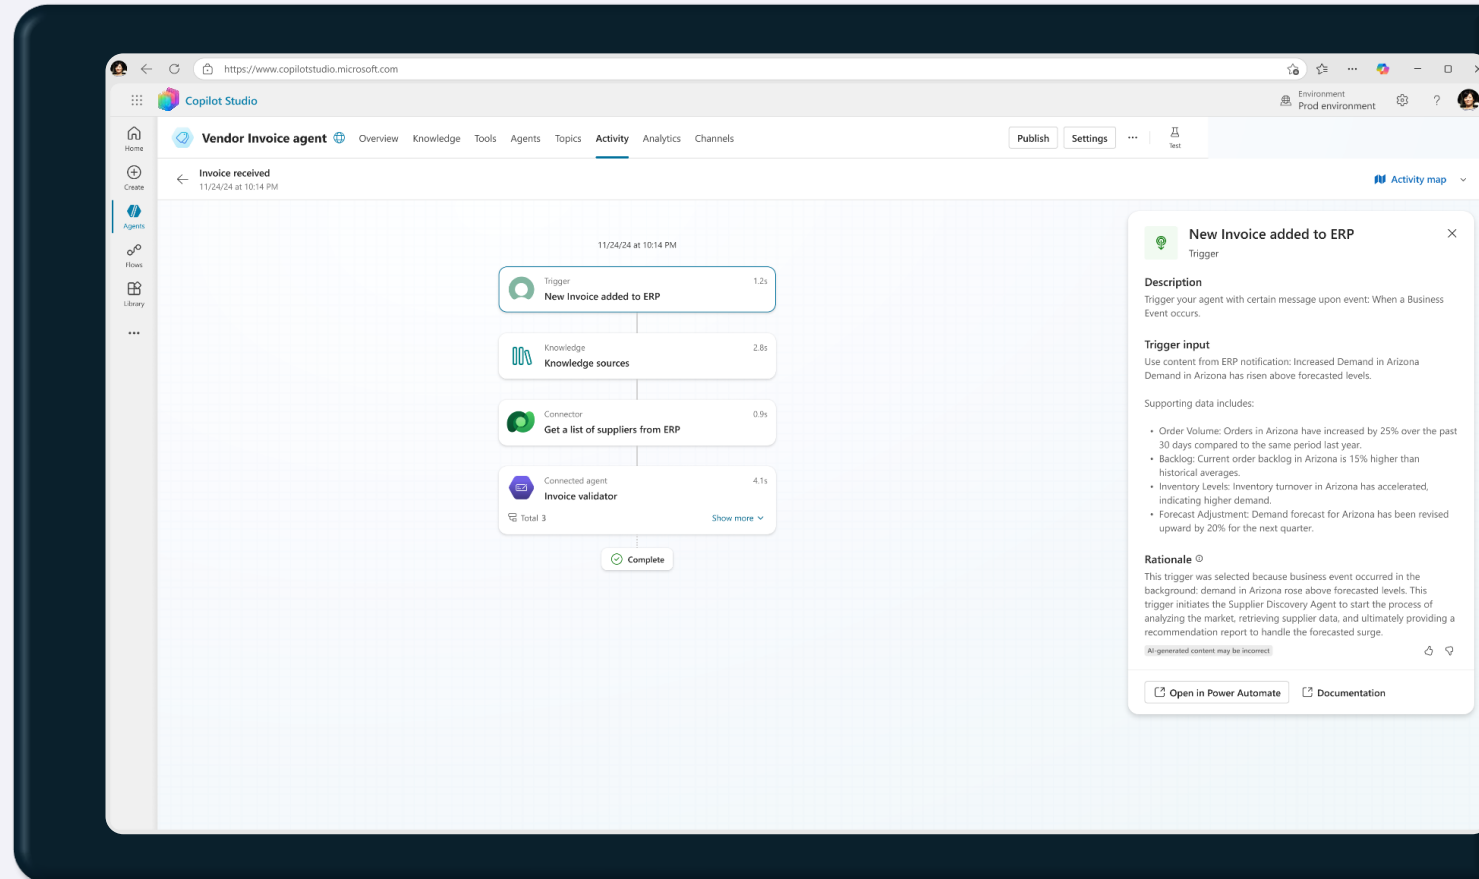 https://www.copilotstudio.microsoft.com
Copilot Studio
Environment
Prod environment
?
Home
Create
Agents
Flows
Library
Vendor Invoice agent
Overview Knowledge Tools Agents Topics Activity Analytics Channels
Publish Settings
Test
Invoice received
11/24/24 at 10:14 PM
Activity map
11/24/24 at 10:14 PM
Trigger 1.2s
New Invoice added to ERP
Knowledge 2.8s
Knowledge sources
Connector 0.9s
Get a list of suppliers from ERP
Connected agent 4.1s
Invoice validator
Total 3 Show more
Complete
New Invoice added to ERP
Trigger
Description
Trigger your agent with certain message upon event: When a Business
Event occurs.
Trigger input
Use content from ERP notification: Increased Demand in Arizona
Demand in Arizona has risen above forecasted levels.
Supporting data includes:
• Order Volume: Orders in Arizona have increased by 25% over the past
30 days compared to the same period last year.
• Backlog: Current order backlog in Arizona is 15% higher than
historical averages.
• Inventory Levels: Inventory turnover in Arizona has accelerated,
indicating higher demand.
• Forecast Adjustment: Demand forecast for Arizona has been revised
upward by 20% for the next quarter.
Rationale
This trigger was selected because business event occurred in the
background: demand in Arizona rose above forecasted levels. This
trigger initiates the Supplier Discovery Agent to start the process of
analyzing the market, retrieving supplier data, and ultimately providing a
recommendation report to handle the forecasted surge.
AI-generated content may be incorrect
Open in Power Automate Documentation